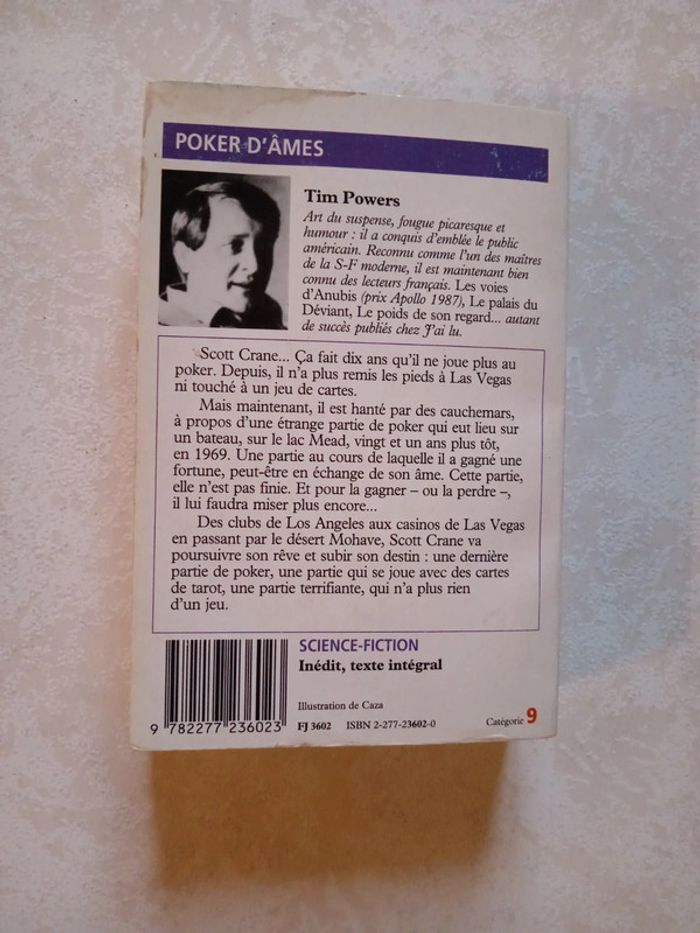 POKER D'ÂMES
Tim Powers
Art du suspense, fougue picaresque et
humour : il a conquis d'emblée le public
américain. Reconnu comme l'un des maîtres
de la S-F moderne, il est maintenant bien
connu des lecteurs français. Les voies
d'Anubis (prix Apollo 1987), Le palais du
Déviant, Le poids de son regard... autant
de succès publiés chez J'ai lu.
Scott Crane... Ça fait dix ans qu'il ne joue plus au
poker. Depuis, il n'a plus remis les pieds à Las Vegas
ni touché à un jeu de cartes.
Mais maintenant, il est hanté par des cauchemars,
à propos d'une étrange partie de poker qui eut lieu sur
un bateau, sur le lac Mead, vingt et un ans plus tôt,
en 1969. Une partie au cours de laquelle il a gagné une
fortune, peut-être en échange de son âme. Cette partie,
elle n'est pas finie. Et pour la gagner – ou la perdre –,
il lui faudra miser plus encore...
Des clubs de Los Angeles aux casinos de Las Vegas
en passant par le désert Mohave, Scott Crane va
poursuivre son rêve et subir son destin : une dernière
partie de poker, une partie qui se joue avec des cartes
de tarot, une partie terrifiante, qui n'a plus rien
d'un jeu.
SCIENCE-FICTION
Inédit, texte intégral
Illustration de Caza
FJ 3602 ISBN 2-277-23602-0
Catégorie 9
9 782277 236023